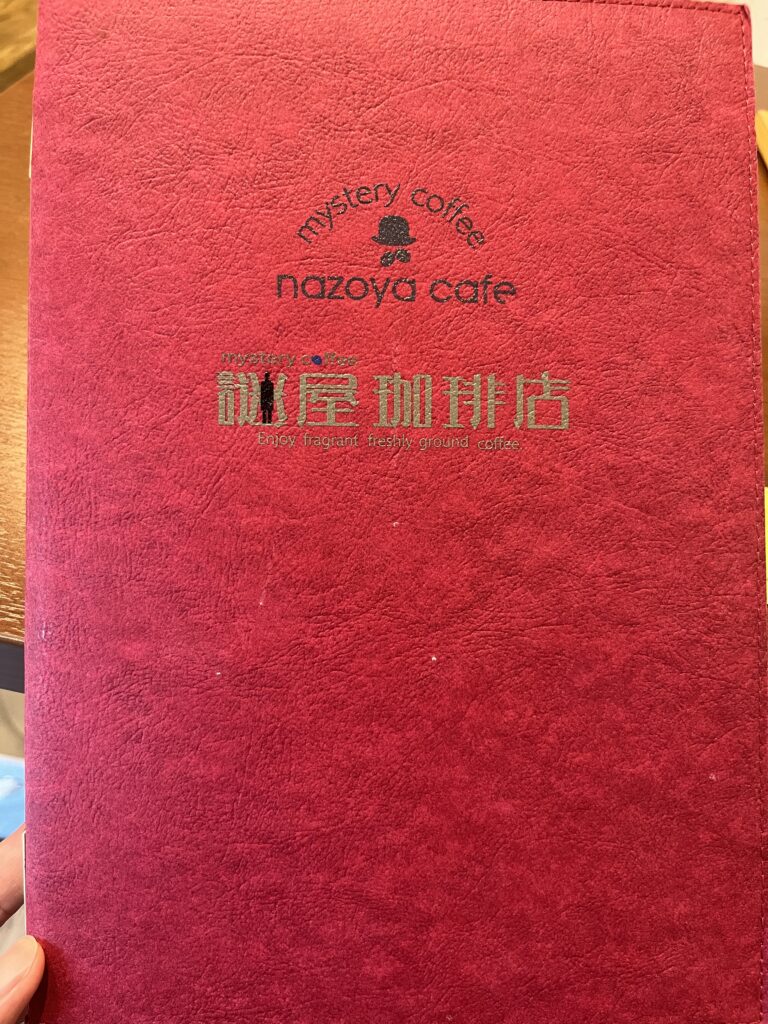 mystery coffee
nazoya cafe
mystery coffee
謎屋珈琲店
Enjoy fragrant freshly ground coffee.